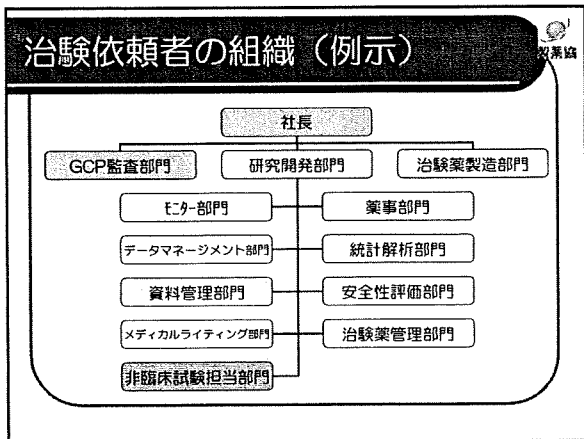 治験依頼者の組織（例示）
製薬協
社長
GCP監査部門
研究開発部門
治験薬製造部門
モニター部門
薬事部門
データマネージメント部門
統計解析部門
資料管理部門
安全性評価部門
メディカルライティング部門
治験薬管理部門
非臨床試験担当部門